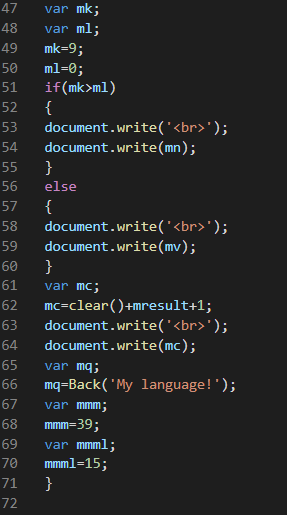 47 var mk;
48 var ml;
49 mk=9;
50 ml=0;
51 if(mk>ml)
52 {
53 document.write('<br>');
54 document.write(mn);
55 }
56 else
57 {
58 document.write('<br>');
59 document.write(mv);
60 }
61 var mc;
62 mc=clear()+mresult+1;
63 document.write('<br>');
64 document.write(mc);
65 var mq;
66 mq=Back('My language!');
67 var mmm;
68 mmm=39;
69 var mmml;
70 mmml=15;
71 }
72